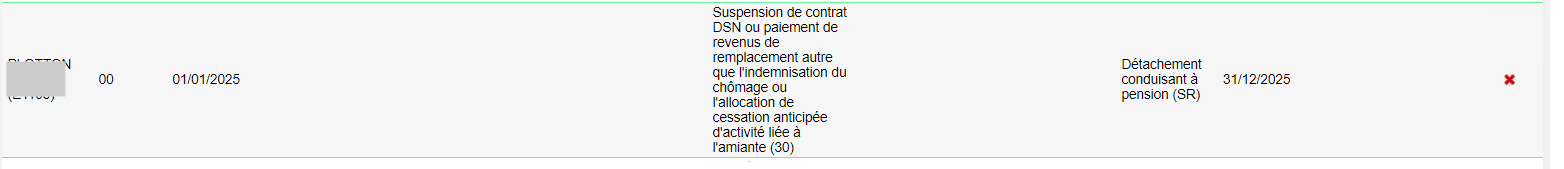 00
01/01/2025
Suspension de contrat
DSN ou paiement de
revenus de
remplacement autre
que l'indemnisation du
chômage ou
l'allocation de
cessation anticipée
d'activité liée à
l'amiante (30)
Détachement
conduisant à
pension (SR)
31/12/2025